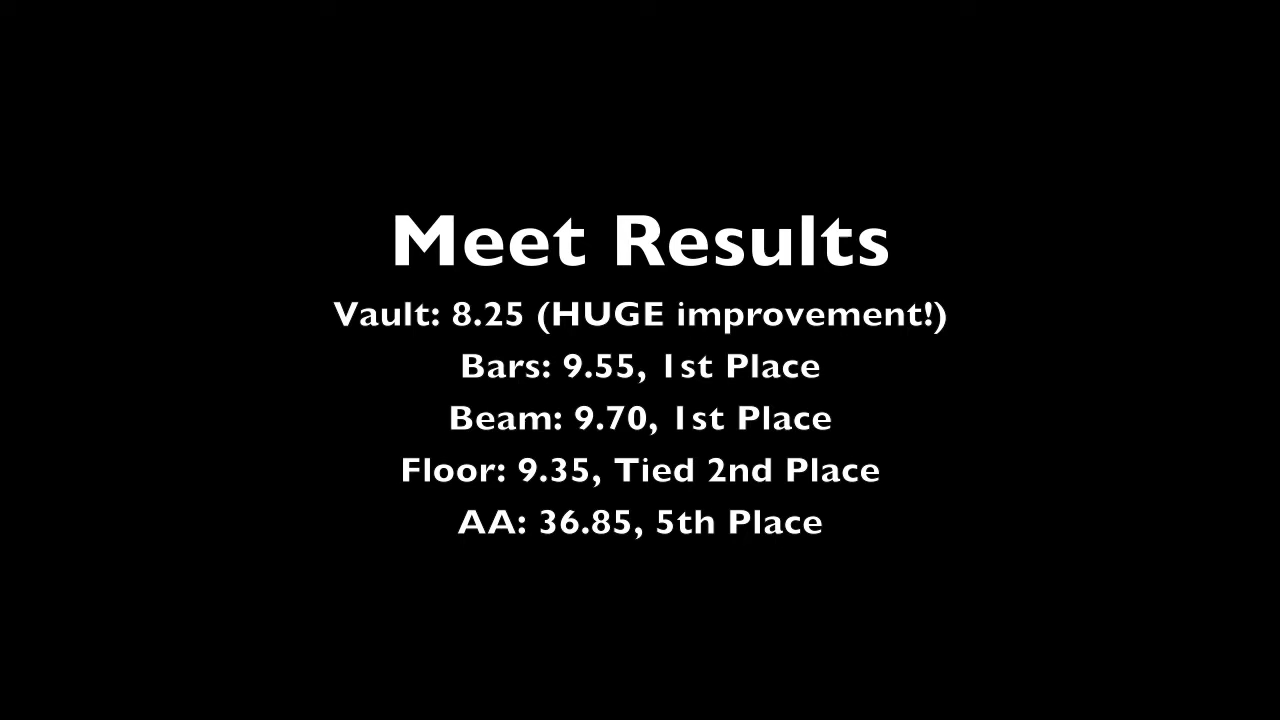 Meet Results
Vault: 8.25 (HUGE improvement!)
Bars: 9.55, 1st Place
Beam: 9.70, 1st Place
Floor: 9.35, Tied 2nd Place
AA: 36.85, 5th Place